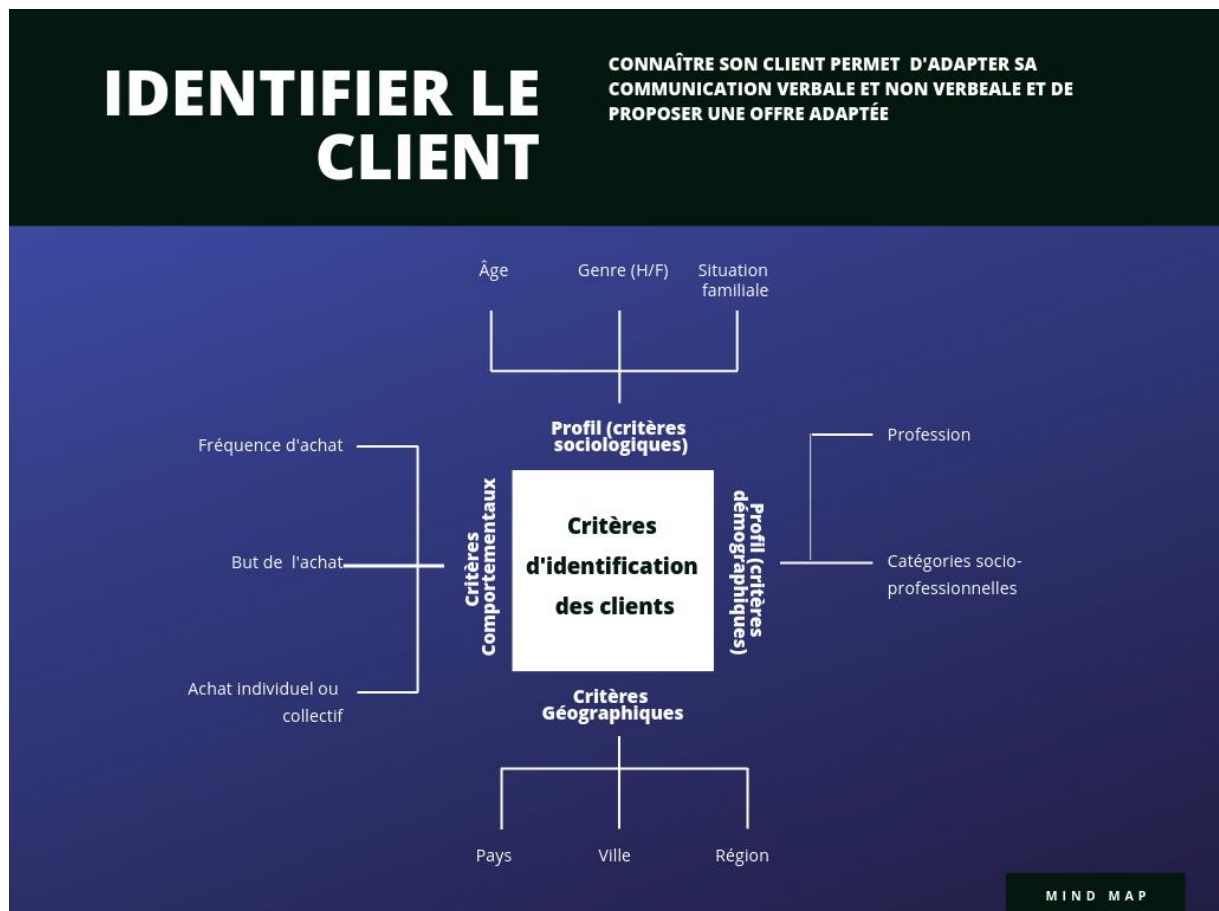 IDENTIFIER LE
CLIENT
CONNAÎTRE SON CLIENT PERMET  D'ADAPTER SA
COMMUNICATION VERBALE ET NON VERBEALE ET DE
PROPOSER UNE OFFRE ADAPTÉE
Âge
Genre (H/F)
Situation
familiale
Profil (critères
sociologiques)
Fréquence d'achat
But de  l'achat
Achat individuel ou
collectif
Critères
comportementaux
Critères
d'identification
des clients
Profil (critères
démographiques)
Profession
Catégories socio-
professionnelles
Critères
Géographiques
Pays
Ville
Région
MIND MAP